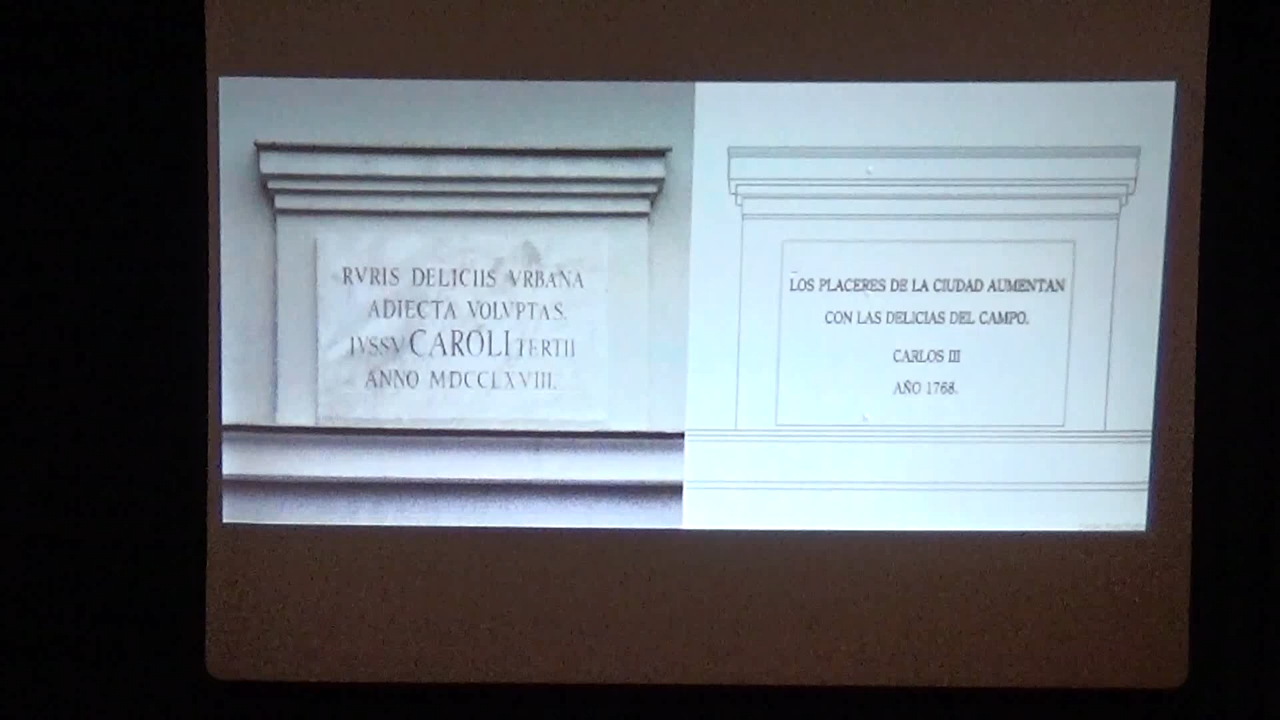 RVRIS DELICIIS VRBANA
ADIECTA VOLVPTAS.
IVSSV CAROLI TERTII
ANNO MDCCLXVIII.
LOS PLACERES DE LA CIUDAD AUMENTAN
CON LAS DELICIAS DEL CAMPO.
CARLOS III
AÑO 1768.